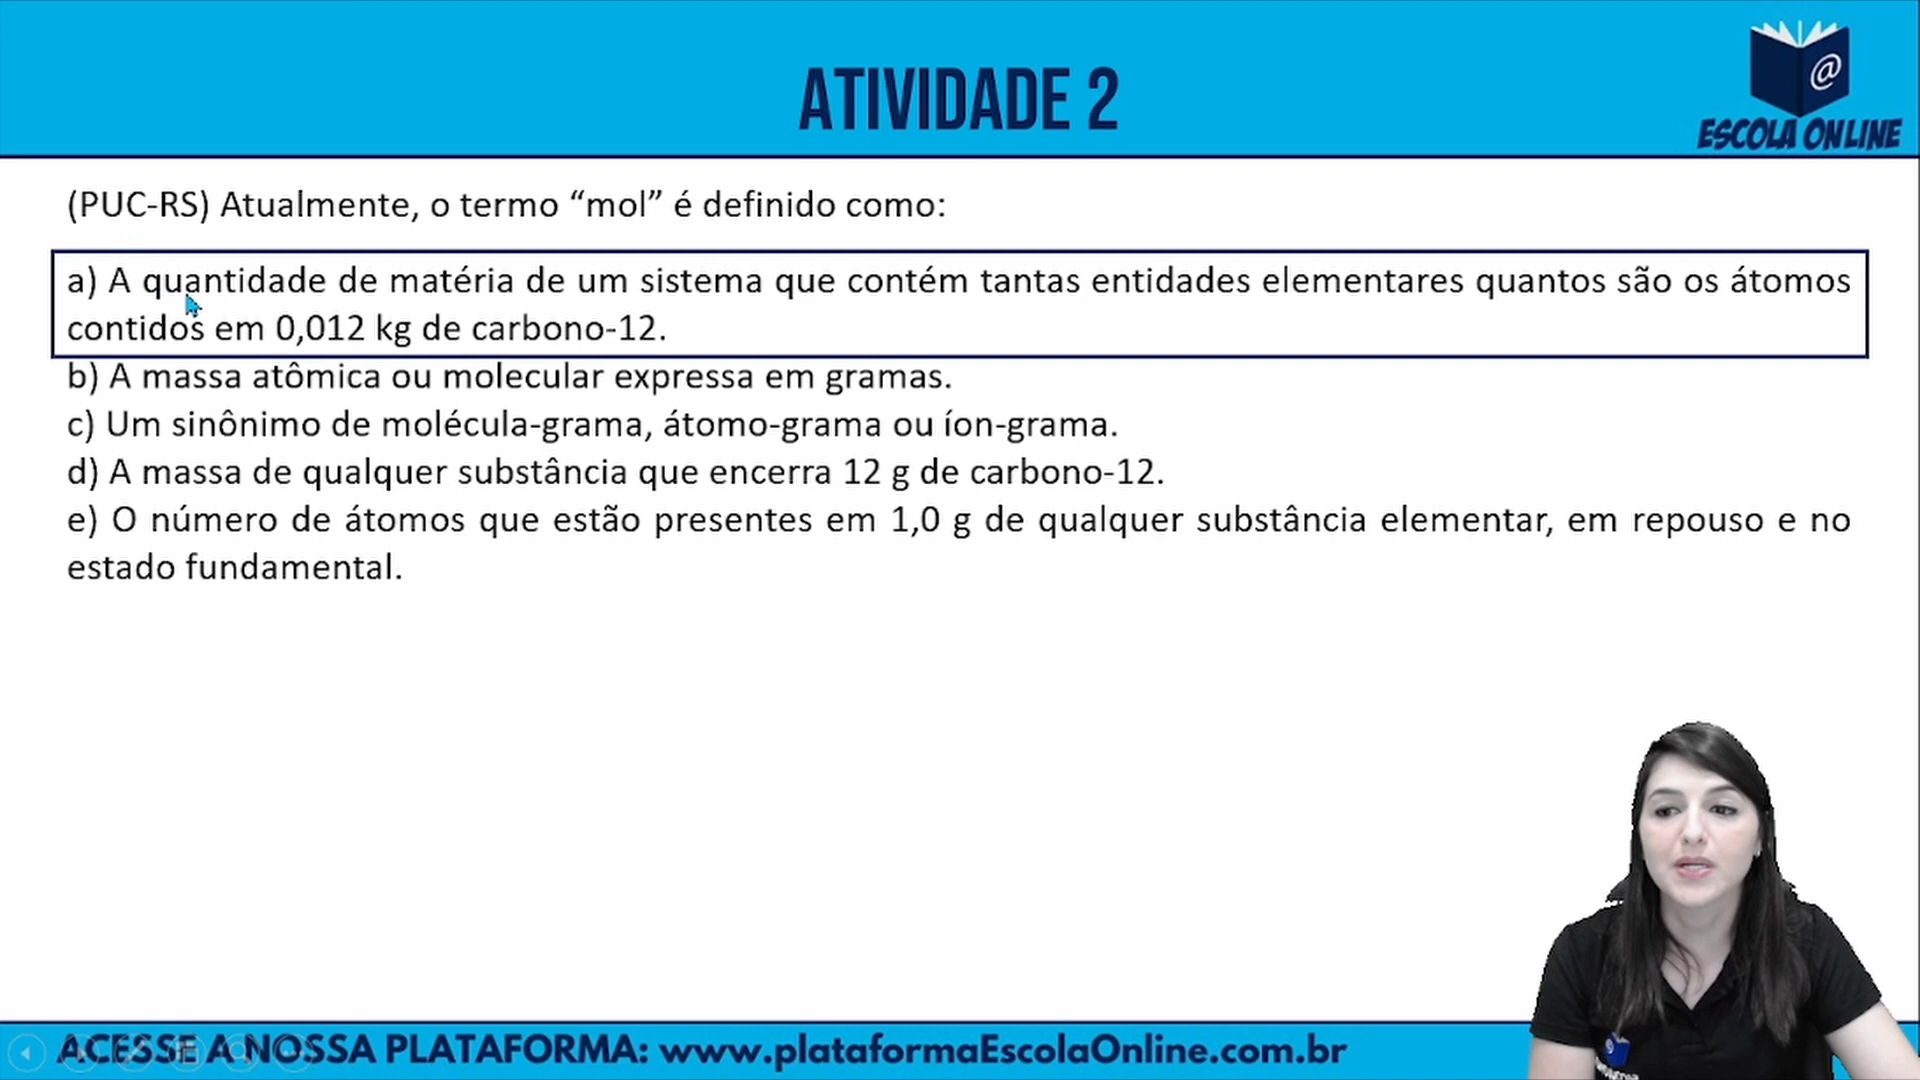 ATIVIDADE 2
@
ESCOLA ONLINE
(PUC-RS) Atualmente, o termo “mol” é definido como:
a) A quantidade de matéria de um sistema que contém tantas entidades elementares quantos são os átomos
contidos em 0,012 kg de carbono-12.
b) A massa atômica ou molecular expressa em gramas.
c) Um sinônimo de molécula-grama, átomo-grama ou íon-grama.
d) A massa de qualquer substância que encerra 12 g de carbono-12.
e) O número de átomos que estão presentes em 1,0 g de qualquer substância elementar, em repouso e no
estado fundamental.
ACESSE A NOSSA PLATAFORMA: www.plataformaEscolaOnline.com.br